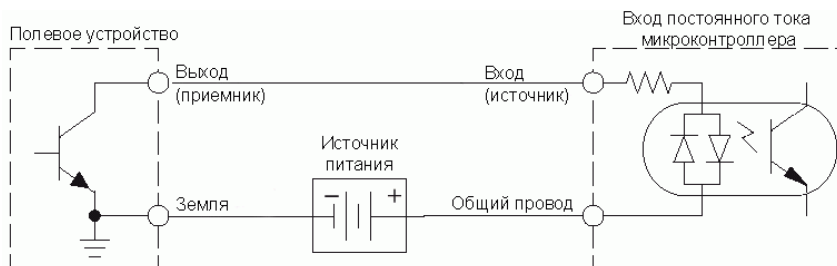 Полевое устройство
Вход постоянного тока
микроконтроллера
Выход
(приемник)
Вход
(источник)
Источник
питания
Земля
Общий провод